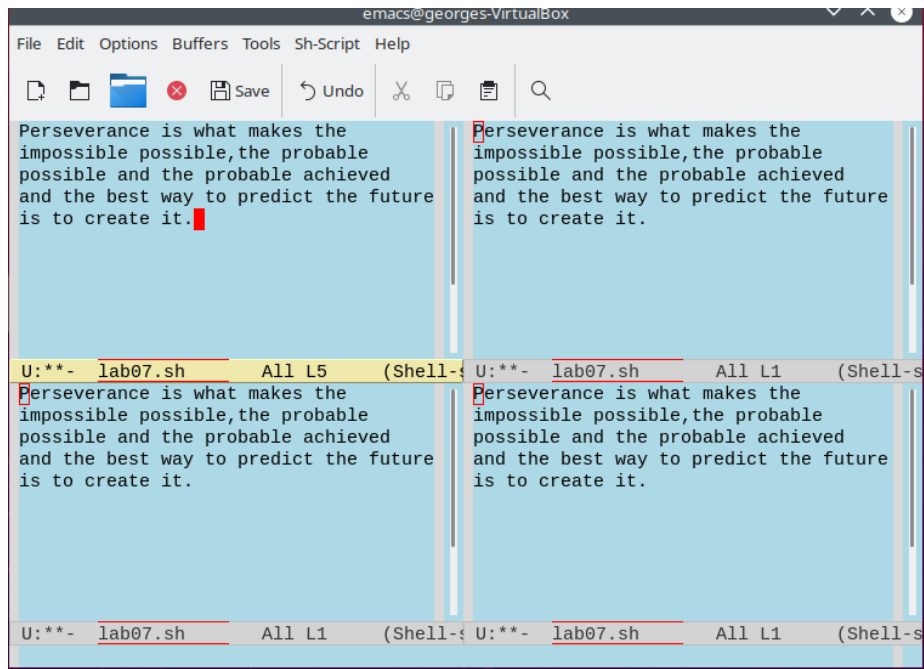 emacs@georges-VirtualBox
File Edit Options Buffers Tools Sh-Script Help
Save Undo
Perseverance is what makes the
impossible possible,the probable
possible and the probable achieved
and the best way to predict the future
is to create it.
U:**- lab07.sh All L5 (Shell-s
Perseverance is what makes the
impossible possible,the probable
possible and the probable achieved
and the best way to predict the future
is to create it.
U:**- lab07.sh All L1 (Shell-s
Perseverance is what makes the
impossible possible,the probable
possible and the probable achieved
and the best way to predict the future
is to create it.
U:**- lab07.sh All L1 (Shell-s
Perseverance is what makes the
impossible possible,the probable
possible and the probable achieved
and the best way to predict the future
is to create it.
U:**- lab07.sh All L1 (Shell-s